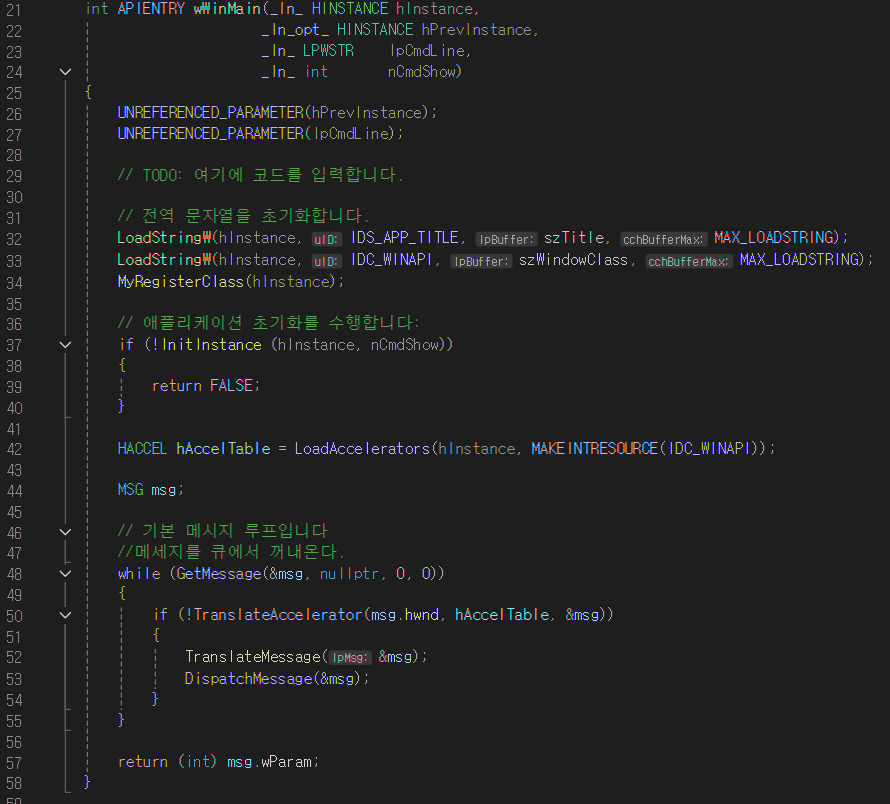 21 int APIENTRY wWinMain(_In_ HINSTANCE hInstance,
22 _In_opt_ HINSTANCE hPrevInstance,
23 _In_ LPWSTR    lpCmdLine,
24 _In_ int       nCmdShow)
25 {
26 UNREFERENCED_PARAMETER(hPrevInstance);
27 UNREFERENCED_PARAMETER(lpCmdLine);
28
29 // TODO: 여기에 코드를 입력합니다.
30
31 // 전역 문자열을 초기화합니다.
32 LoadString₩(hInstance, uID: IDS_APP_TITLE, lpBuffer: szTitle, cchBufferMax: MAX_LOADSTRING);
33 LoadString₩(hInstance, uID: IDC_WINAPI, lpBuffer: szWindowClass, cchBufferMax: MAX_LOADSTRING);
34 MyRegisterClass(hInstance);
35
36 // 애플리케이션 초기화를 수행합니다:
37 if (!InitInstance (hInstance, nCmdShow))
38 {
39 return FALSE;
40 }
41
42 HACCEL hAccelTable = LoadAccelerators(hInstance, MAKEINTRESOURCE(IDC_WINAPI));
43
44 MSG msg;
45
46 // 기본 메시지 루프입니다
47 //메세지를 큐에서 꺼내온다.
48 while (GetMessage(&msg, nullptr, 0, 0))
49 {
50 if (!TranslateAccelerator(msg.hwnd, hAccelTable, &msg))
51 {
52 TranslateMessage(lpMsg: &msg);
53 DispatchMessage(&msg);
54 }
55 }
56
57 return (int) msg.wParam;
58 }